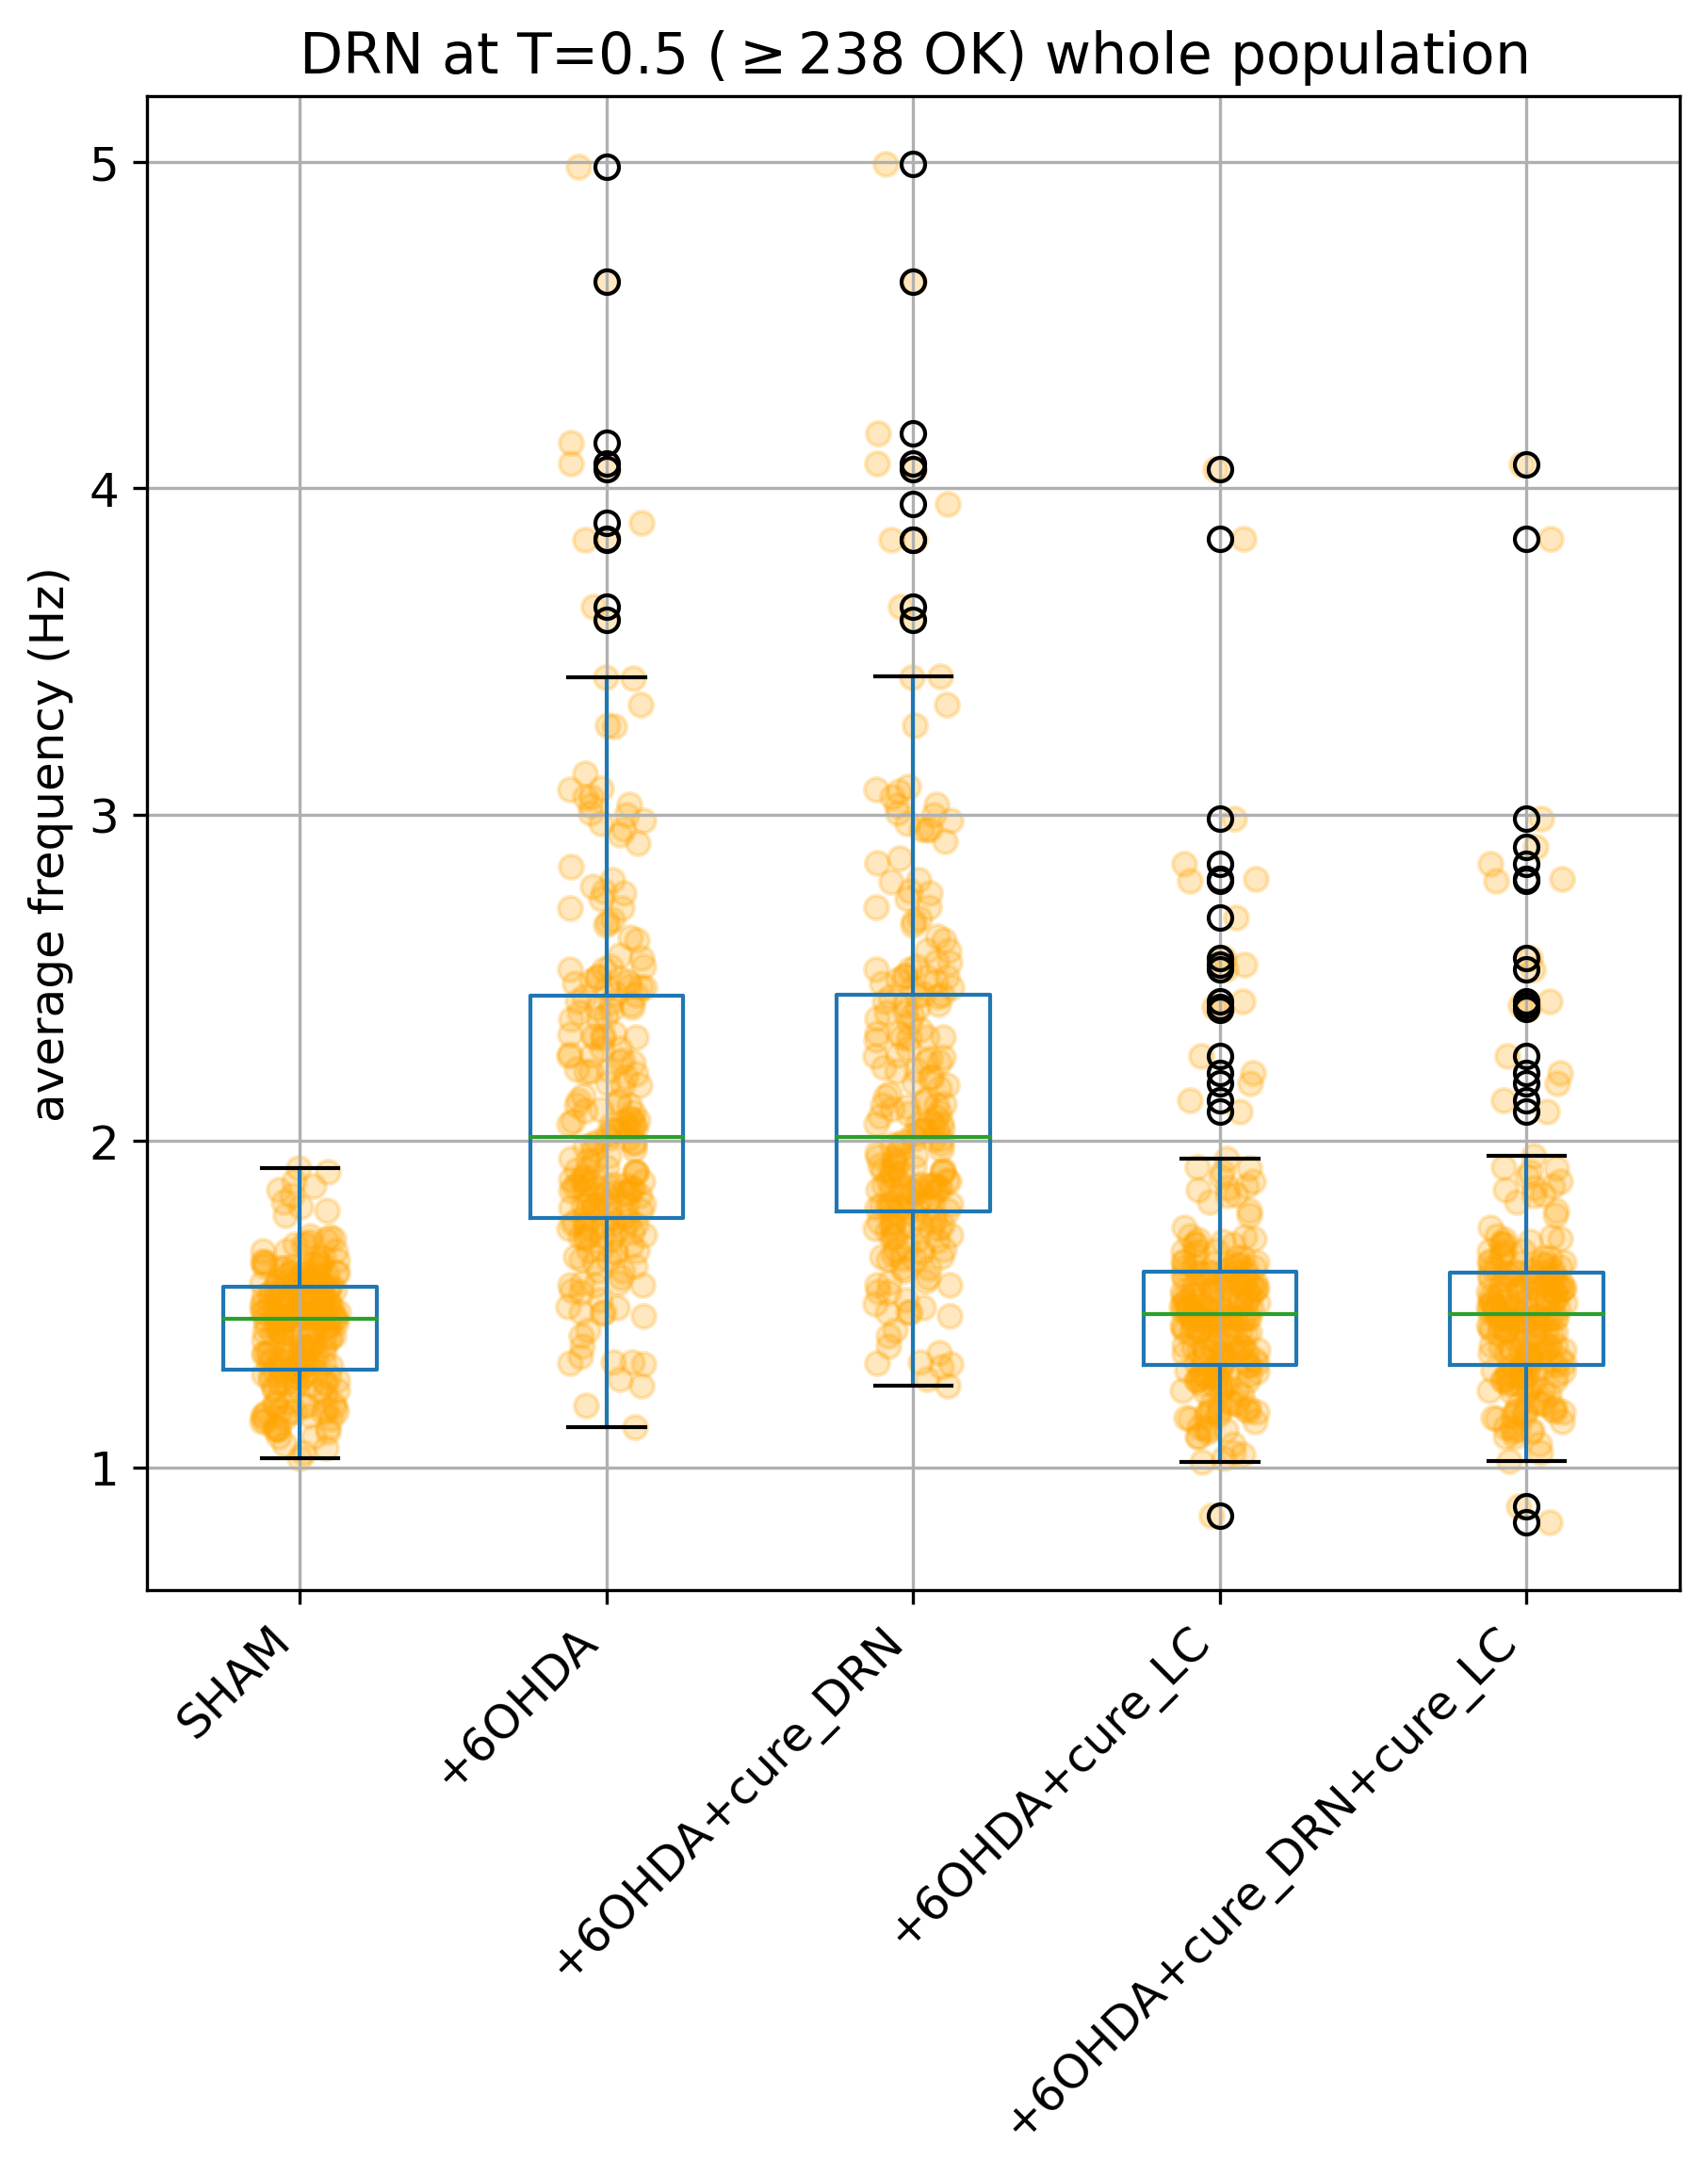 DRN at T=0.5 (≥238 OK) whole population
average frequency (Hz)
5
4
3
2
1
SHAM
+6OHDA
+6OHDA+cure_DRN
+6OHDA+cure_LC
+6OHDA+cure_DRN+cure_LC